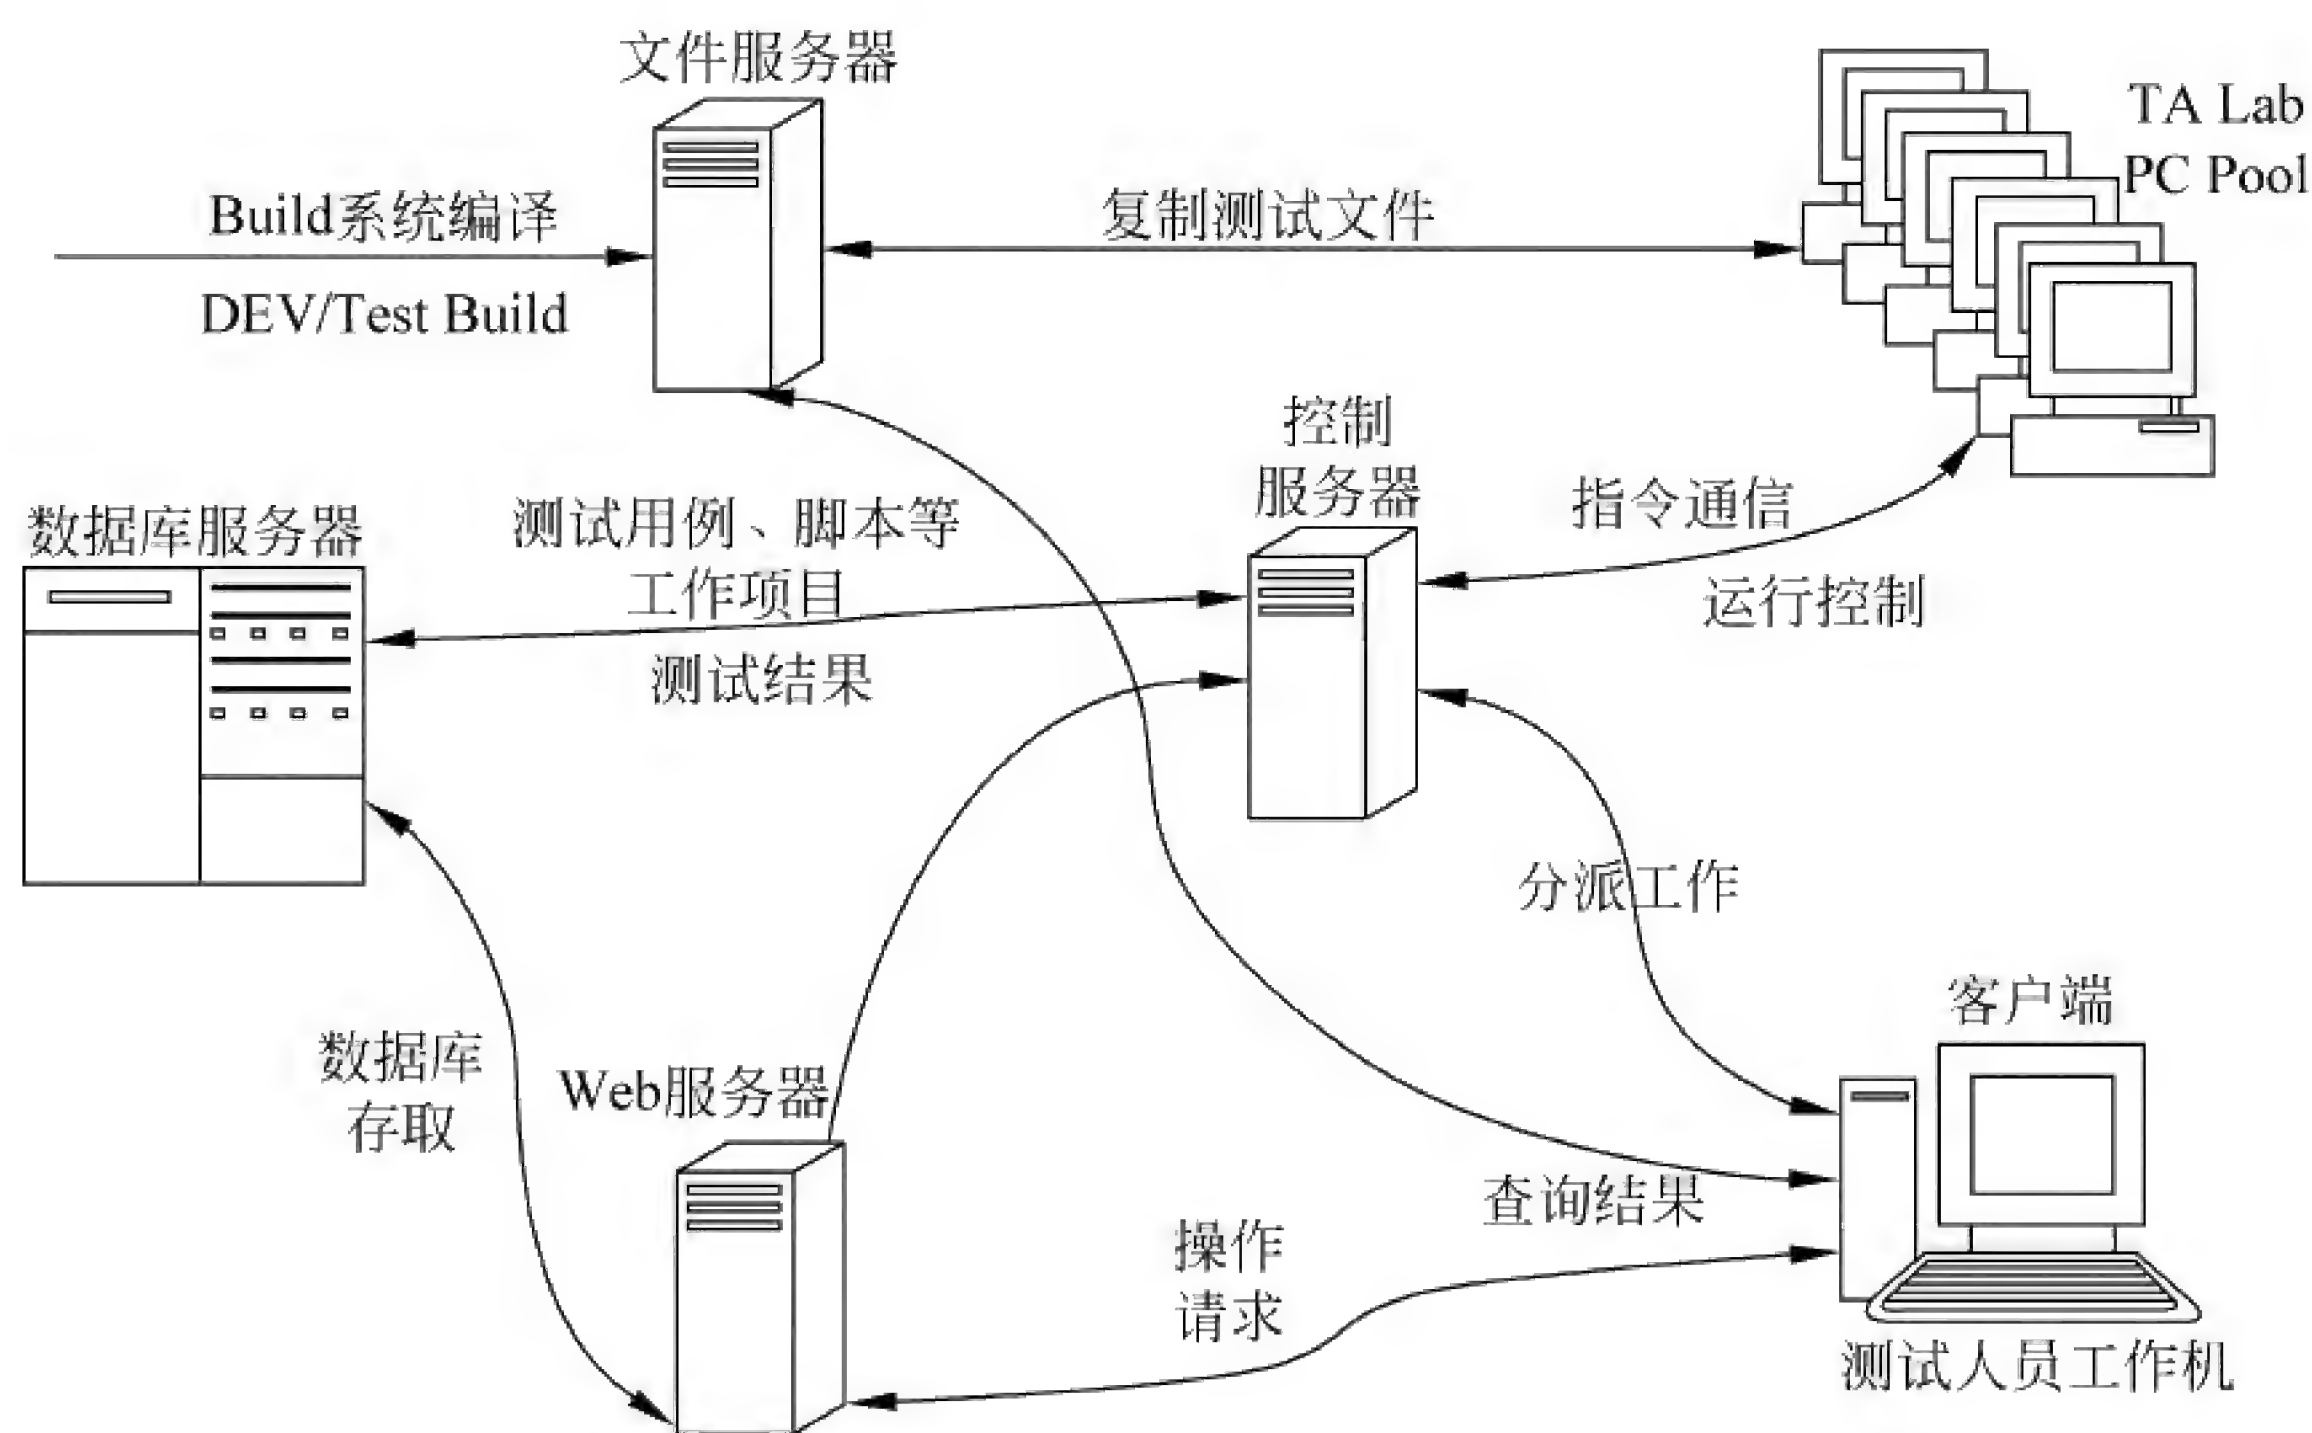 文件服务器
TA Lab
PC Pool
Build系统编译
复制测试文件
DEV/Test Build
控制
服务器
指令通信
运行控制
数据库服务器
测试用例、脚本等
工作项目
测试结果
分派工作
客户端
数据库
存取
Web服务器
查询结果
操作
请求
测试人员工作机